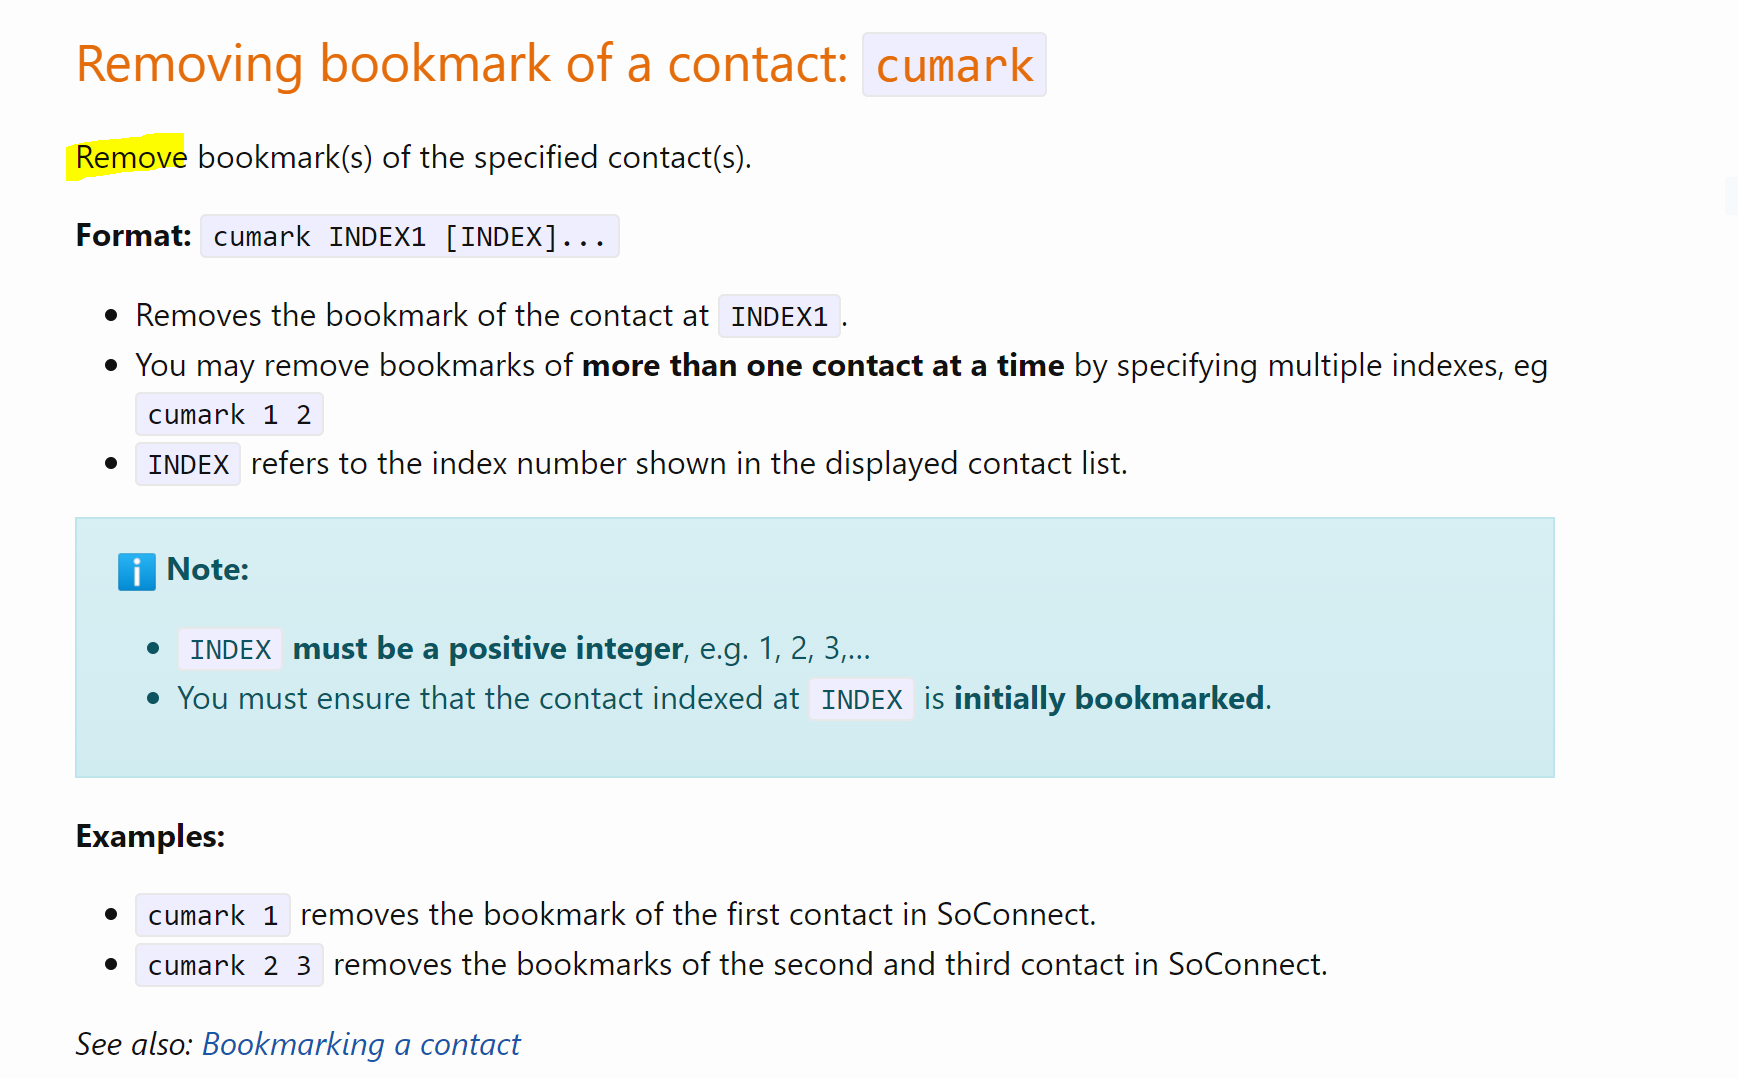 Removing bookmark of a contact: cumark
Remove bookmark(s) of the specified contact(s).
Format: cumark INDEX1 [INDEX]...
• Removes the bookmark of the contact at INDEX1.
• You may remove bookmarks of more than one contact at a time by specifying multiple indexes, eg
cumark 1 2
• INDEX refers to the index number shown in the displayed contact list.
ℹ️ Note:
• INDEX must be a positive integer, e.g. 1, 2, 3,...
• You must ensure that the contact indexed at INDEX is initially bookmarked.
Examples:
• cumark 1 removes the bookmark of the first contact in SoConnect.
• cumark 2 3 removes the bookmarks of the second and third contact in SoConnect.
See also: Bookmarking a contact